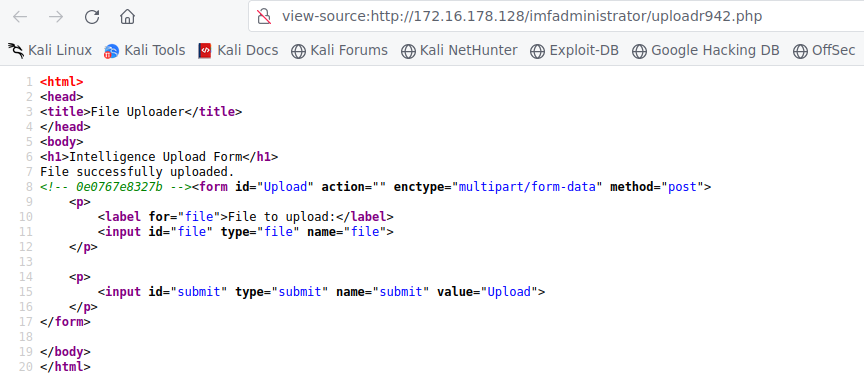 view-source:http://172.16.178.128/imfadministrator/uploadr942.php
Kali Linux Kali Tools Kali Docs Kali Forums Kali NetHunter Exploit-DB Google Hacking DB OffSec
1 <html>
2 <head>
3 <title>File Uploader</title>
4 </head>
5 <body>
6 <h1>Intelligence Upload Form</h1>
7 File successfully uploaded.
8 <!-- 0e0767e8327b --><form id="Upload" action="" enctype="multipart/form-data" method="post">
9     <p>
10         <label for="file">File to upload:</label>
11         <input id="file" type="file" name="file">
12     </p>
13
14     <p>
15         <input id="submit" type="submit" name="submit" value="Upload">
16     </p>
17 </form>
18
19 </body>
20 </html>